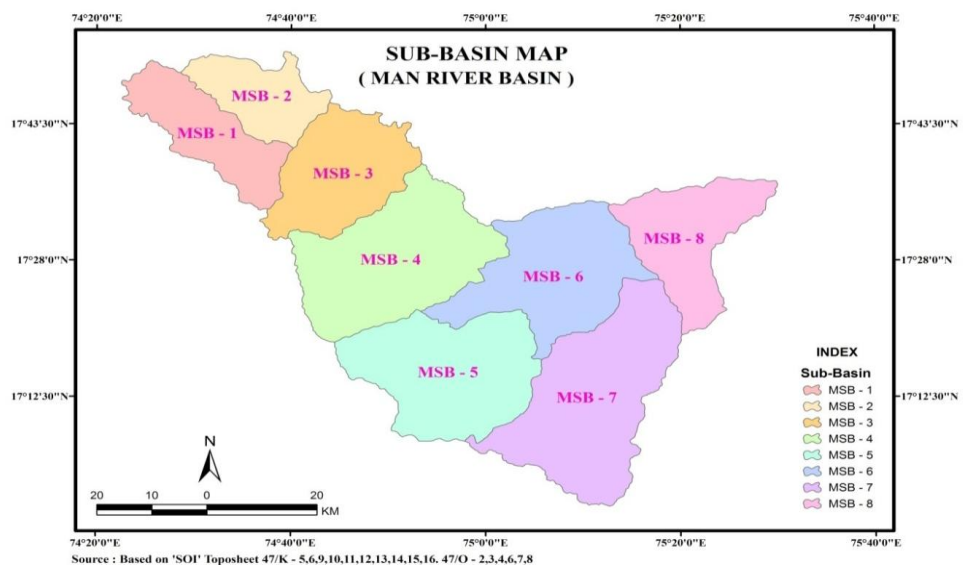 74°20'0"E 74°40'0"E 75°0'0"E 75°20'0"E 75°40'0"E
SUB-BASIN MAP
( MAN RIVER BASIN )
MSB - 2
17°43'30"N 17°43'30"N
MSB - 1
MSB - 3
MSB - 8
MSB - 4
17°28'0"N 17°28'0"N
MSB - 6
INDEX
MSB - 5
Sub-Basin
MSB - 1
17°12'30"N 17°12'30"N
MSB - 7
MSB - 2
MSB - 3
MSB - 4
MSB - 5
MSB - 6
MSB - 7
MSB - 8
N
20 10 0 20
KM
74°20'0"E 74°40'0"E 75°0'0"E 75°20'0"E 75°40'0"E
Source : Based on 'SOI' Toposheet 47/K - 5,6,9,10,11,12,13,14,15,16. 47/O - 2,3,4,6,7,8